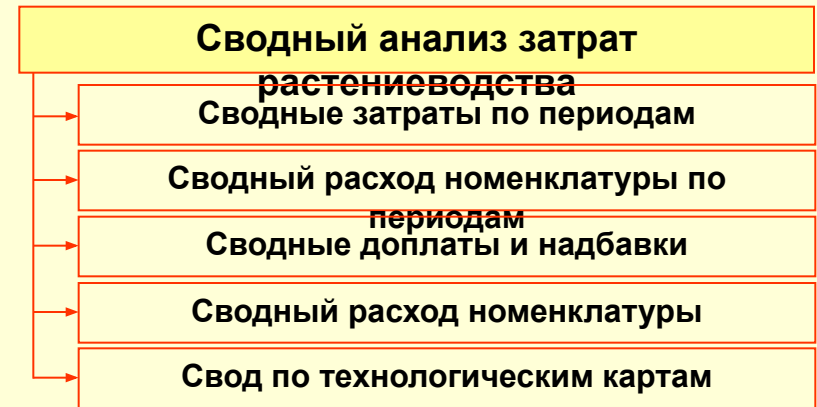 Сводный анализ затрат
растениеводства
Сводные затраты по периодам
Сводный расход номенклатуры по
периодам
Сводные доплаты и надбавки
Сводный расход номенклатуры
Свод по технологическим картам